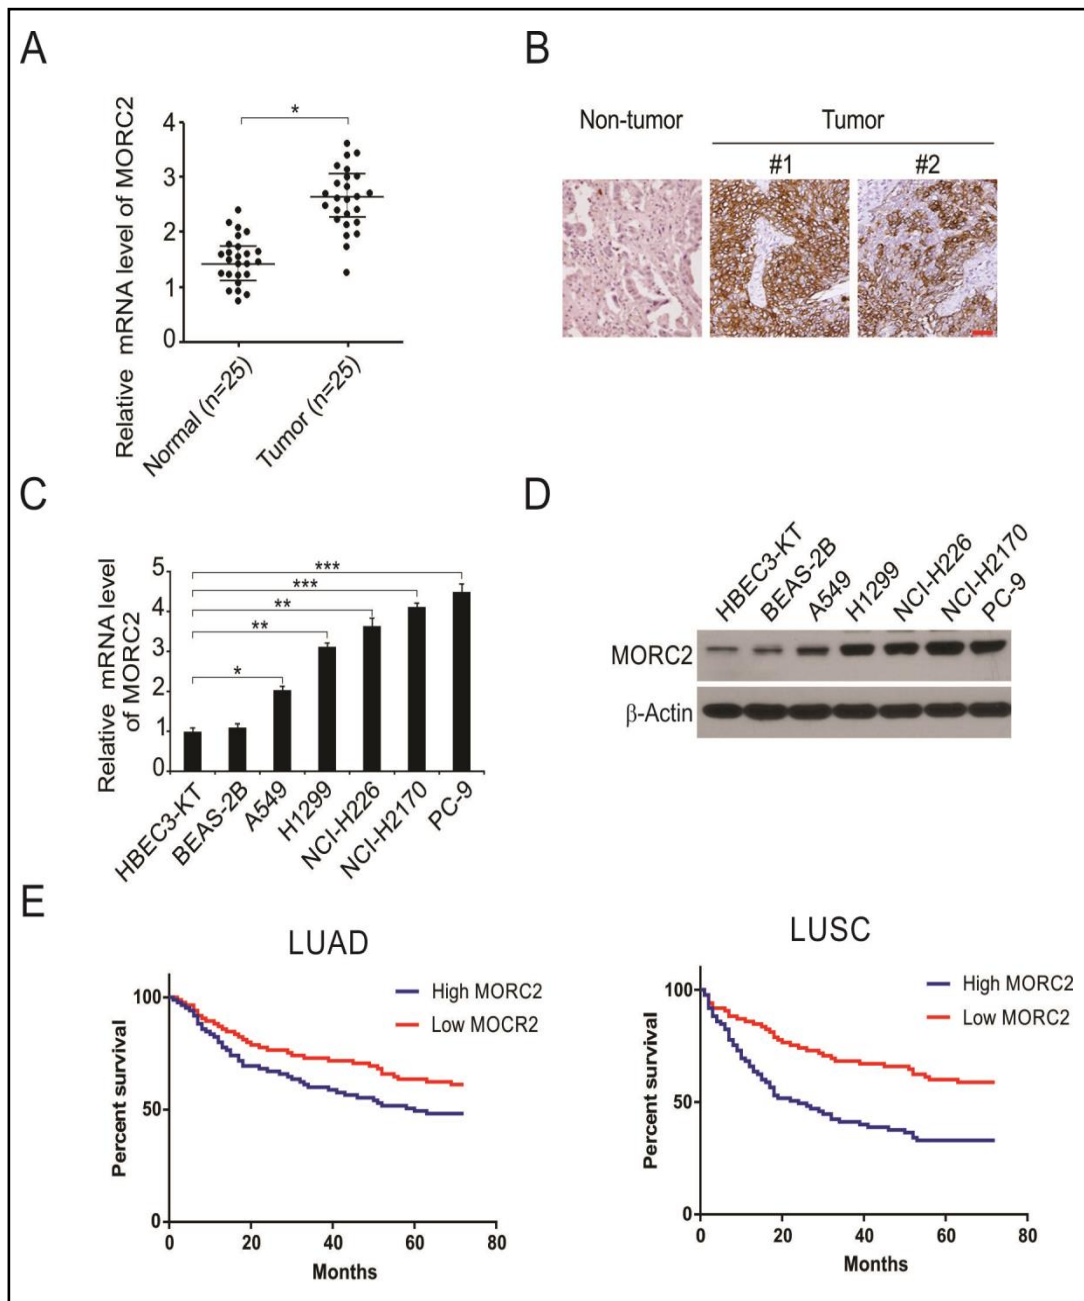 A
Relative mRNA level of MORC2
4
3
2
1
0
*
Normal (n=25)
Tumor (n=25)
B
Non-tumor
Tumor
#1
#2
C
Relative mRNA level
of MORC2
5
4
3
2
1
0
***
***
**
**
*
HBEC3-KT
BEAS-2B
A549
H1299
NCI-H226
NCI-H2170
PC-9
D
HBEC3-KT
BEAS-2B
A549
H1299
NCI-H226
NCI-H2170
PC-9
MORC2
β-Actin
E
LUAD
High MORC2
Low MOCR2
Percent survival
100
50
0
0 20 40 60 80
Months
LUSC
High MORC2
Low MORC2
Percent survival
100
50
0
0 20 40 60 80
Months